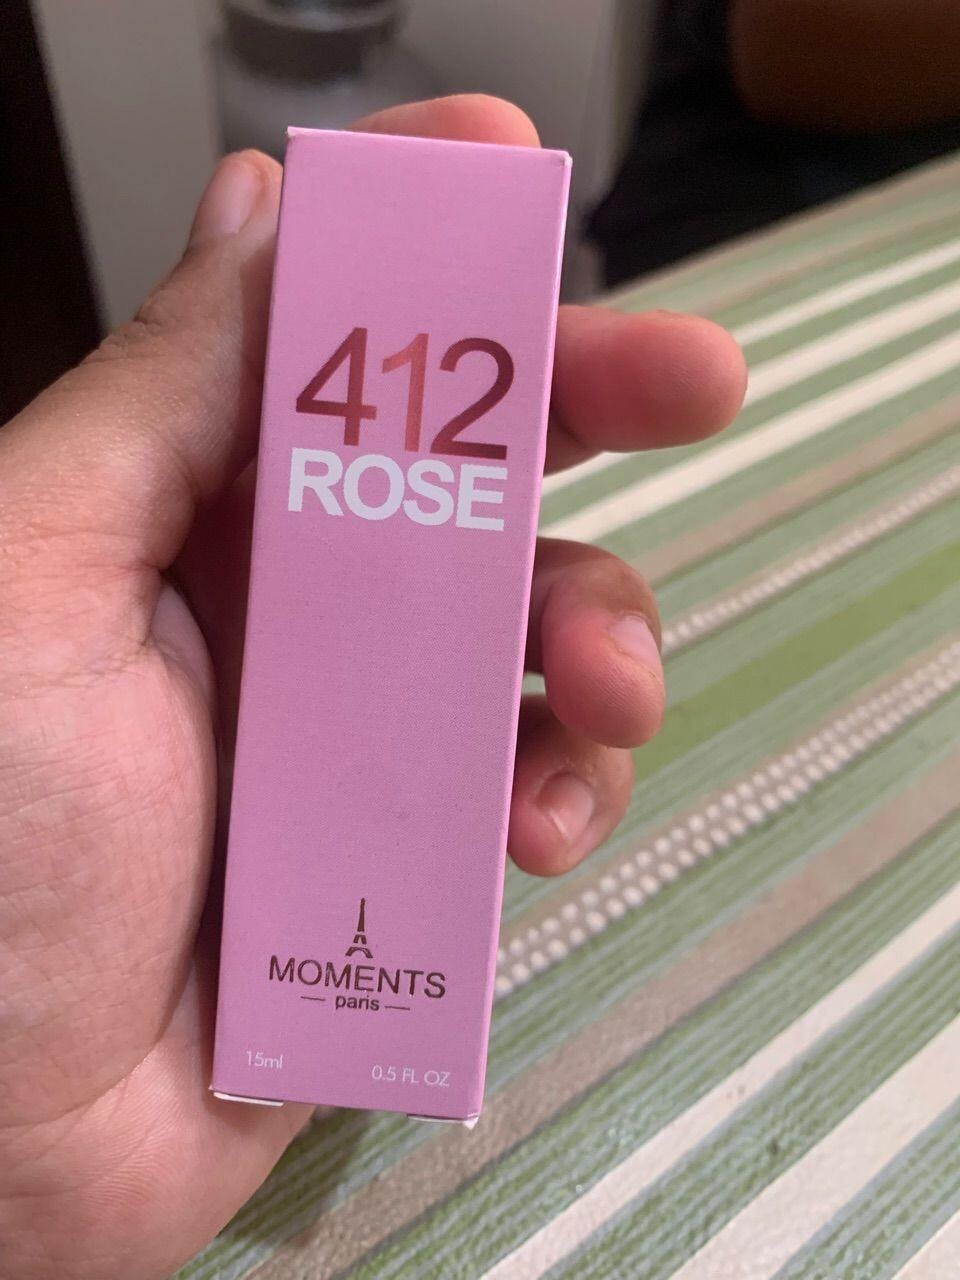 412
ROSE
MOMENTS
paris
15ml 0.5 FL OZ